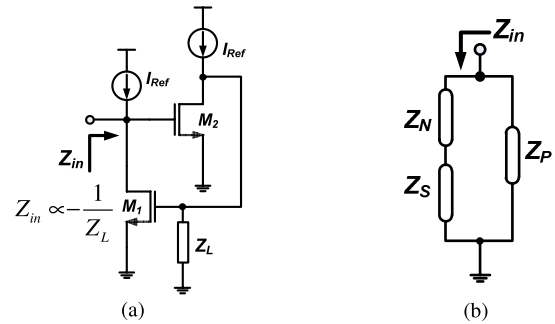 I_Ref
I_Ref
M_2
Z_in
Z_in ∝ - 1/Z_L
M_1
Z_L
(a)
Z_in
Z_N
Z_P
Z_S
(b)